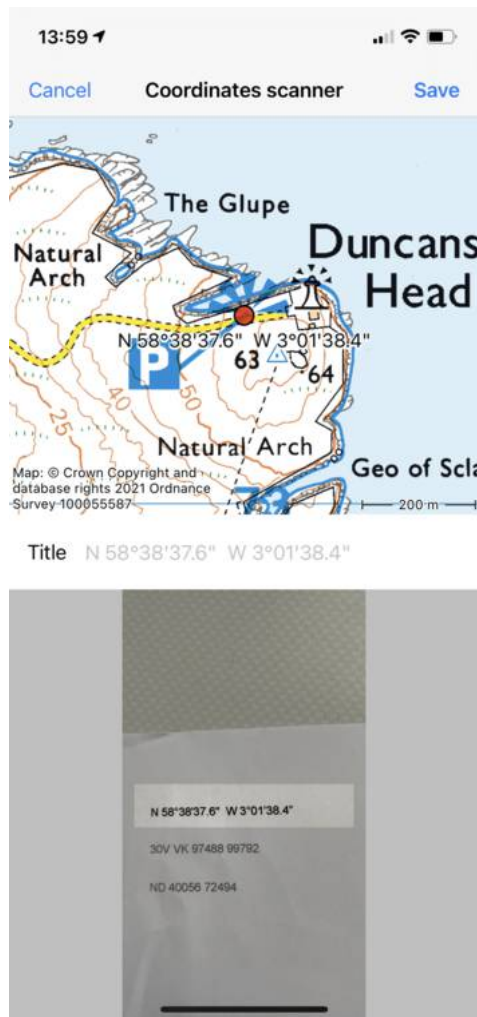 13:59
Cancel Coordinates scanner Save
The Glupe
Natural
Arch
Duncans
Head
N 58°38'37.6" W 3°01'38.4"
P
63
64
50
40
25
Natural Arch
Geo of Scla
Map: © Crown Copyright and
database rights 2021 Ordnance
Survey 100055587
200 m
Title N 58°38'37.6" W 3°01'38.4"
N 58°38'37.6" W 3°01'38.4"
30V VK 97488 99792
ND 40056 72494